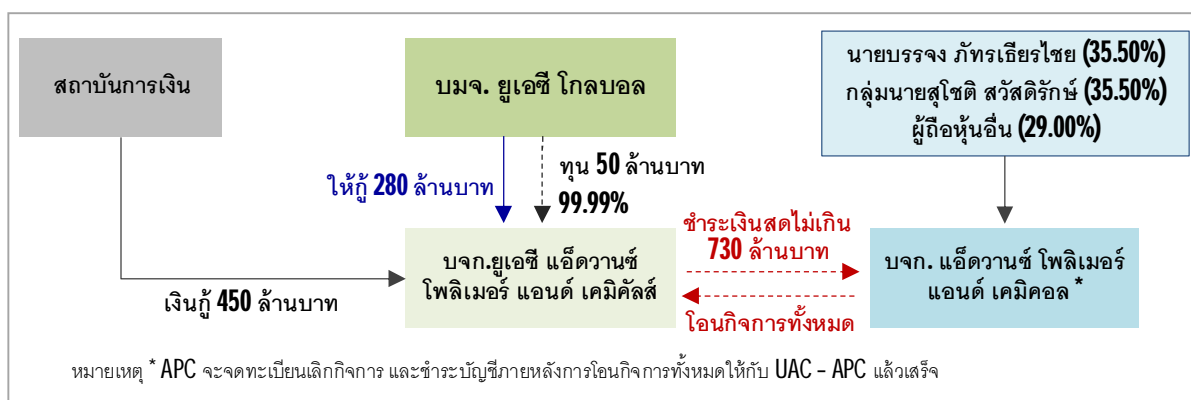 สถาบันการเงิน
บมจ. ยูเอซี โกลบอล
นายบรรจง ภัทรเธียรไชย (35.50%)
กลุ่มนายสุโชติ สวัสดิรักษ์ (35.50%)
ผู้ถือหุ้นอื่น (29.00%)
ให้กู้ 280 ล้านบาท
ทุน 50 ล้านบาท
99.99%
เงินกู้ 450 ล้านบาท
บจก.ยูเอซี แอ็ดวานซ์
โพลิเมอร์ แอนด์ เคมิคัลส์
ชำระเงินสดไม่เกิน
730 ล้านบาท
โอนกิจการทั้งหมด
บจก. แอ็ดวานซ์ โพลิเมอร์
แอนด์ เคมิคอล *
หมายเหตุ * APC จะจดทะเบียนเลิกกิจการ และชำระบัญชีภายหลังการโอนกิจการทั้งหมดให้กับ UAC – APC แล้วเสร็จ